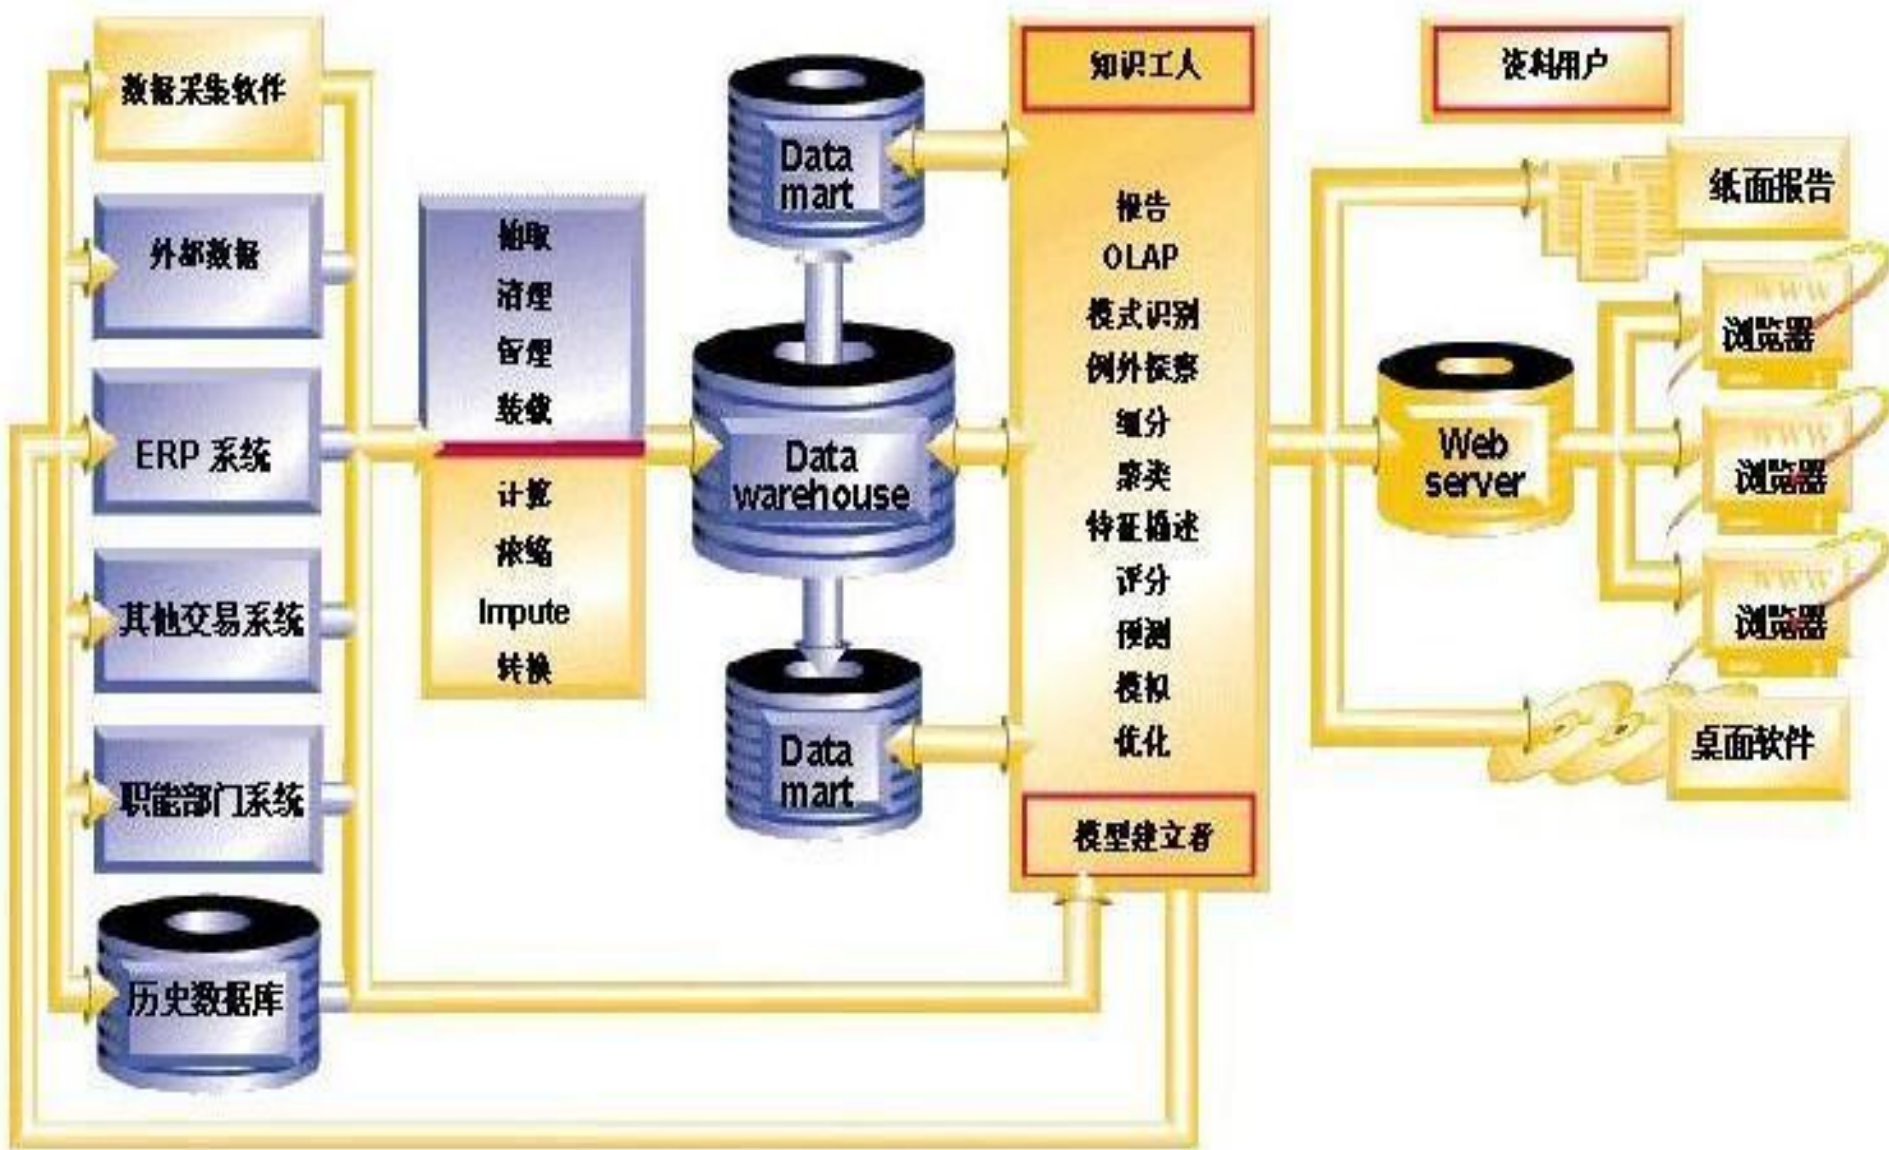 数据采集软件
外部数据
ERP 系统
其他交易系统
职能部门系统
历史数据库
抽取
清理
管理
装载
计算
浓缩
Impute
转换
Data
mart
Data
warehouse
Data
mart
知识工人
报告
OLAP
模式识别
例外探察
细分
聚类
特征描述
评分
预测
模拟
优化
模型建立者
资料用户
纸面报告
Web
server
WWW
浏览器
WWW
浏览器
WWW
浏览器
桌面软件